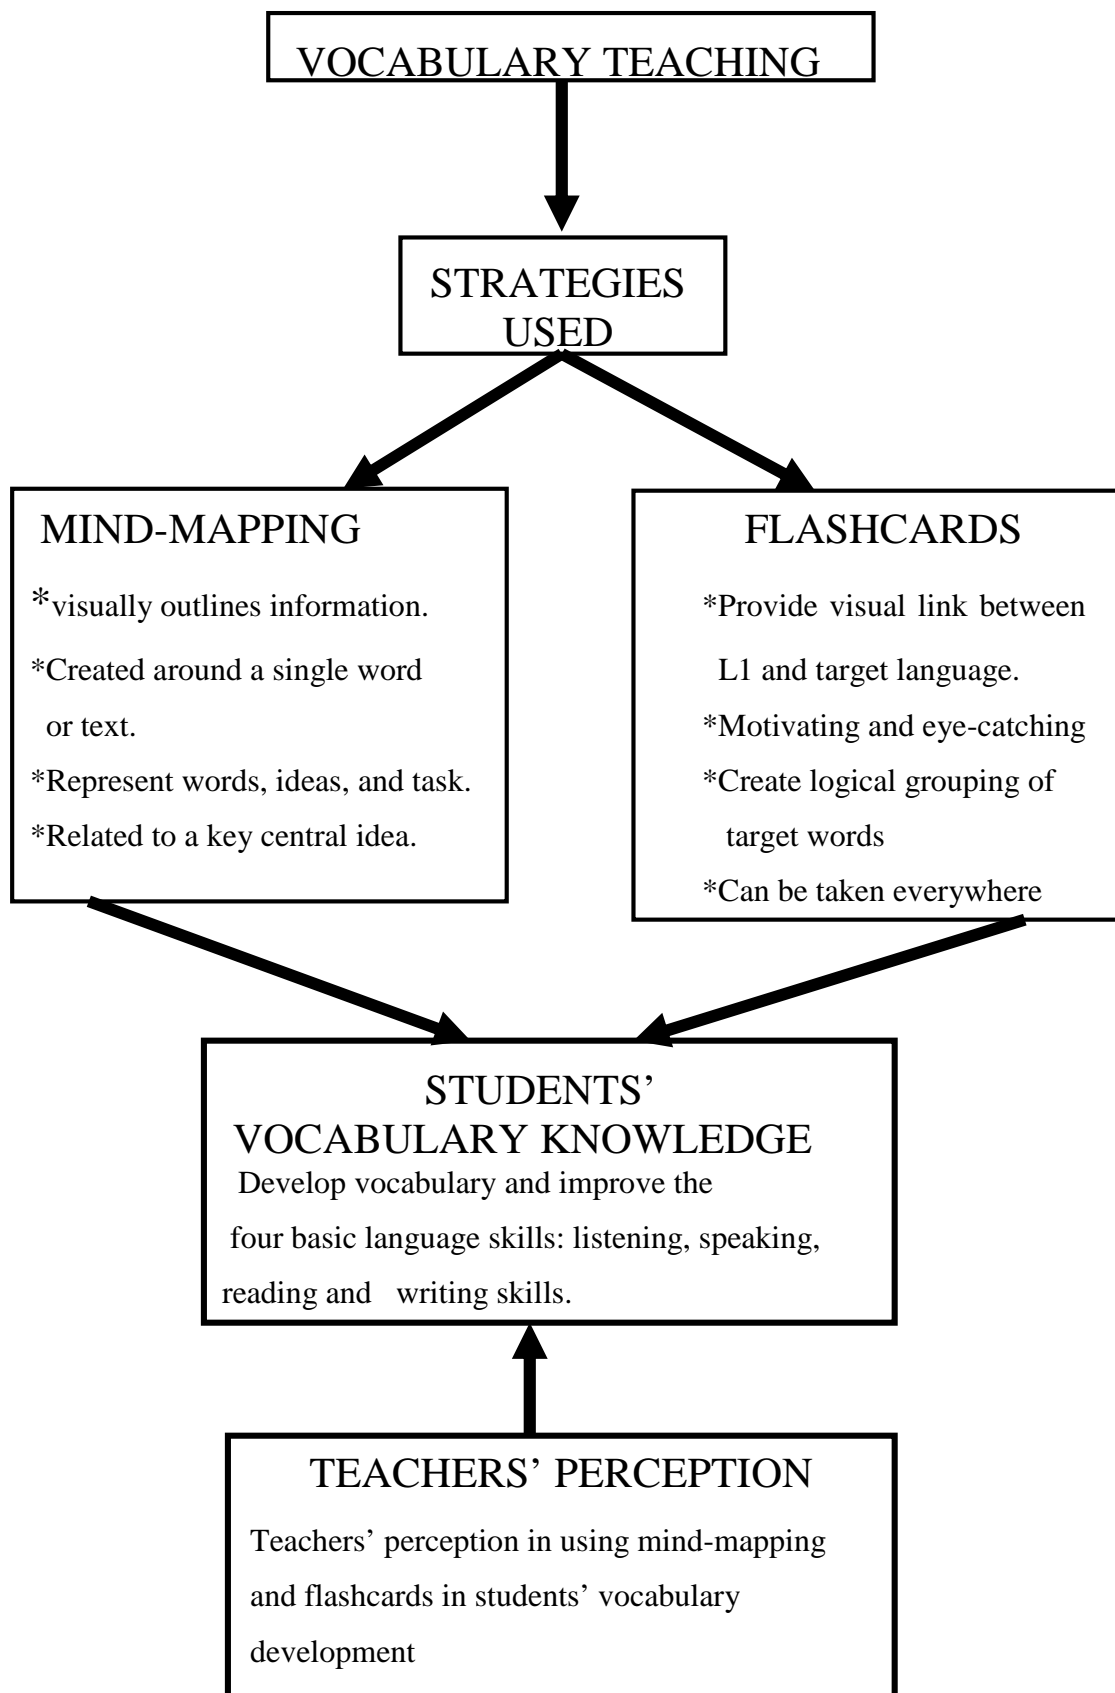 VOCABULARY TEACHING
STRATEGIES
USED
MIND-MAPPING
*visually outlines information.
*Created around a single word
or text.
*Represent words, ideas, and task.
*Related to a key central idea.
FLASHCARDS
*Provide visual link between
L1 and target language.
*Motivating and eye-catching
*Create logical grouping of
target words
*Can be taken everywhere
STUDENTS’
VOCABULARY KNOWLEDGE
Develop vocabulary and improve the
four basic language skills: listening, speaking,
reading and writing skills.
TEACHERS’ PERCEPTION
Teachers’ perception in using mind-mapping
and flashcards in students’ vocabulary
development